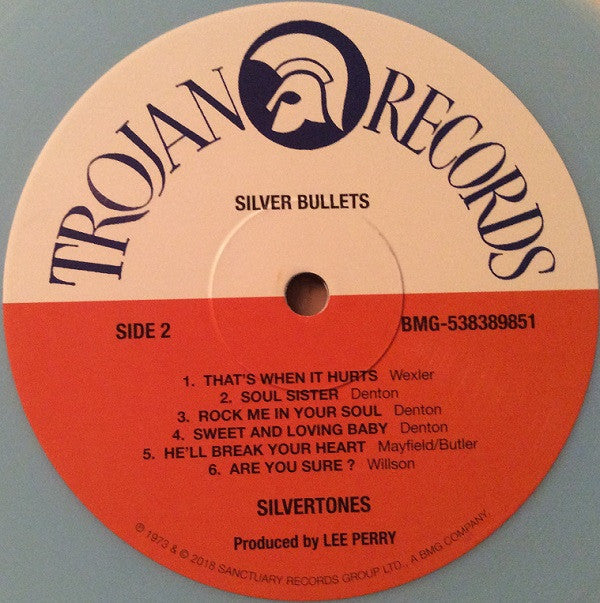 TROJAN RECORDS
SILVER BULLETS
SIDE 2
BMG-538389851
1. THAT'S WHEN IT HURTS Wexler
2. SOUL SISTER Denton
3. ROCK ME IN YOUR SOUL Denton
4. SWEET AND LOVING BABY Denton
5. HE'LL BREAK YOUR HEART Mayfield/Butler
6. ARE YOU SURE ? Willson
SILVERTONES
Produced by LEE PERRY
℗ 1973 & © 2018 SANCTUARY RECORDS GROUP LTD., A BMG COMPANY.